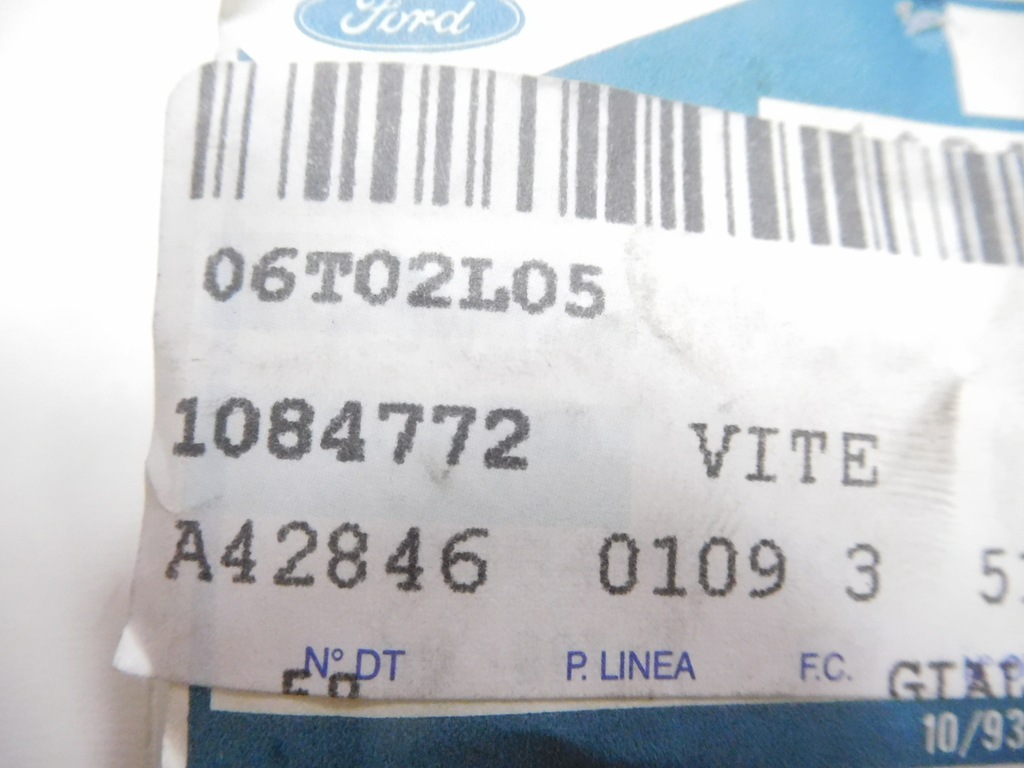 Ford
06T02L05
1084772 VITE
A42846 0109 3
N° DT P. LINEA F.C.
10/93